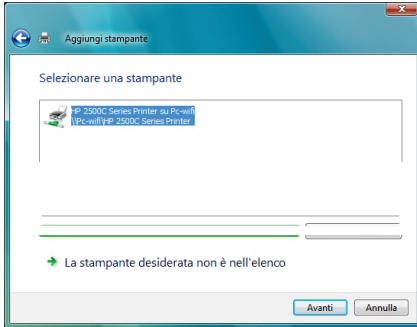 Aggiungi stampante
Selezionare una stampante
HP 2500C Series Printer su Pc-wifi
\\Pc-wifi\HP 2500C Series Printer
La stampante desiderata non è nell'elenco
Avanti
Annulla